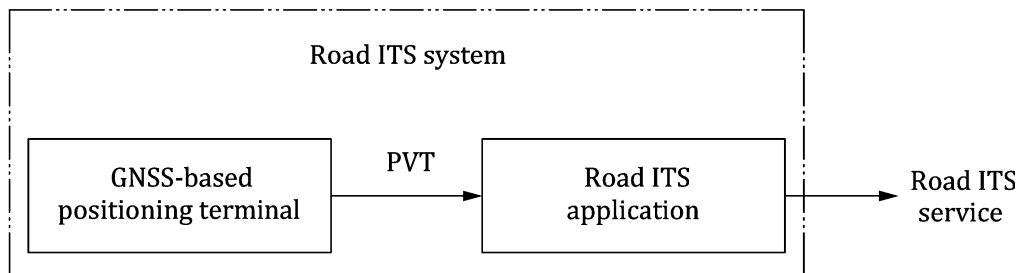 Road ITS system
GNSS-based
positioning terminal
PVT
Road ITS
application
Road ITS
service